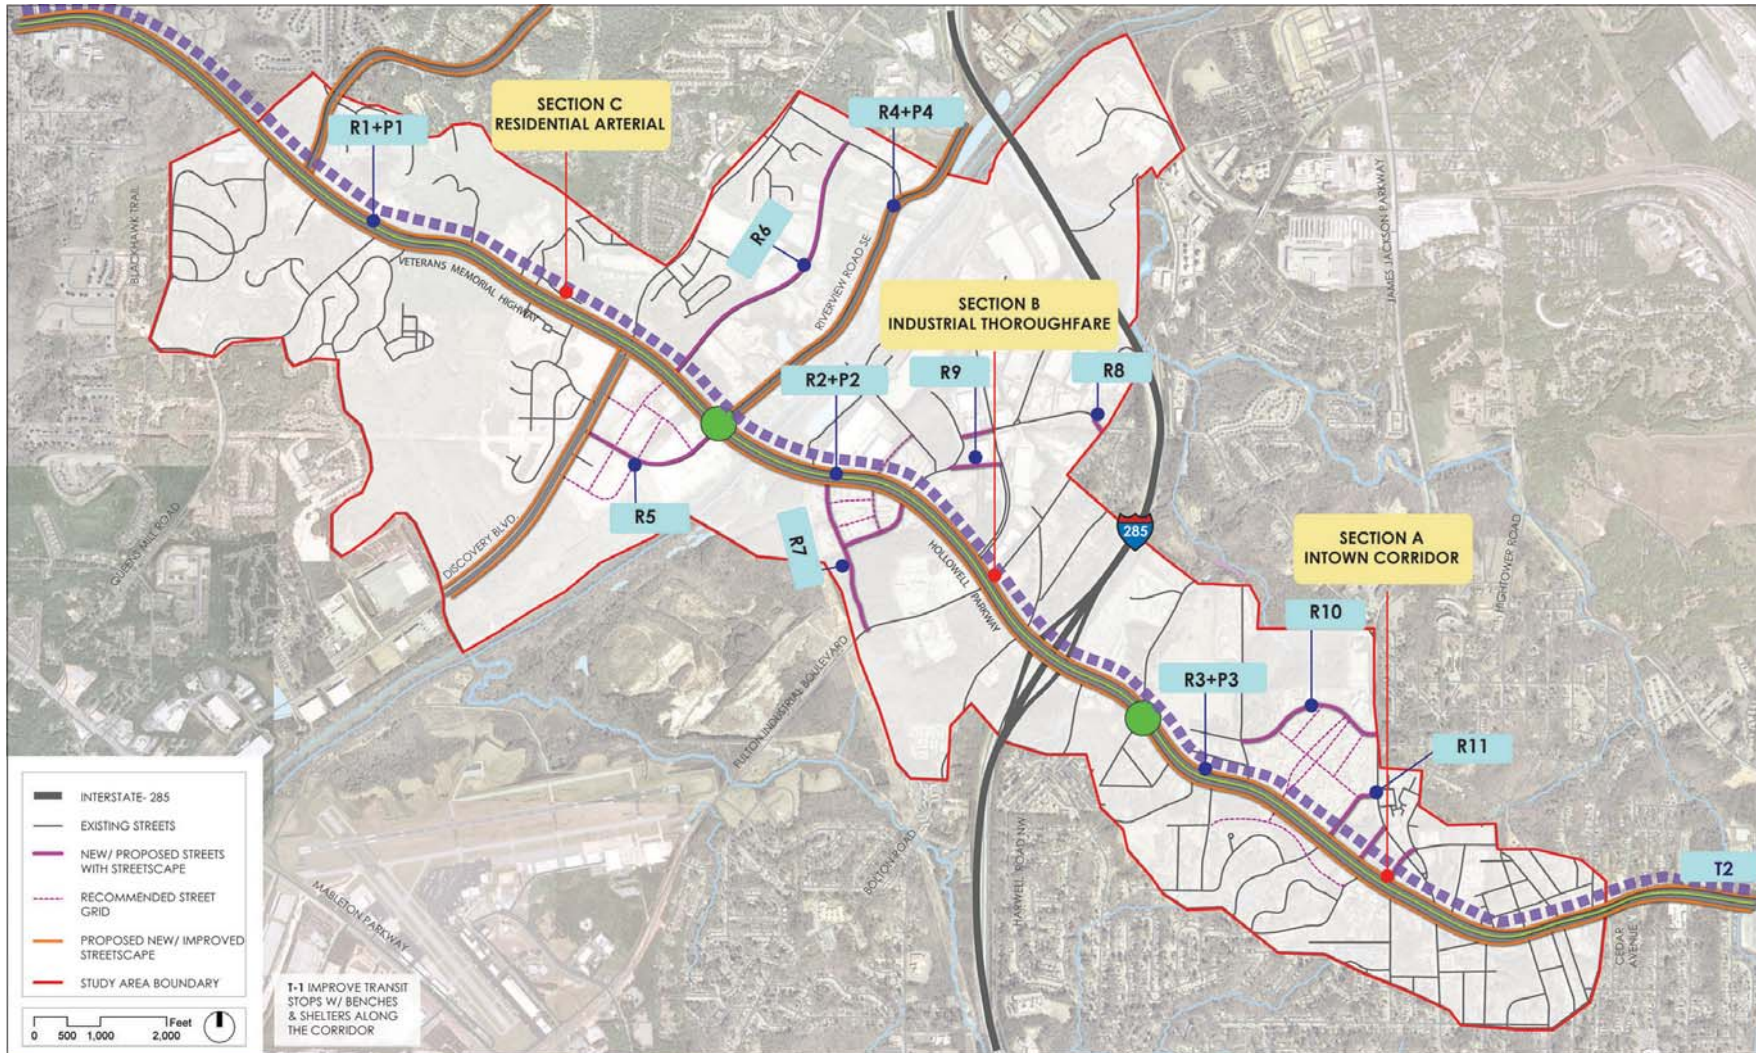 SECTION C
RESIDENTIAL ARTERIAL
R1+P1
R4+P4
BLACKHAWK TRAIL
R6
JAMES JACKSON PARKWAY
VETERANS MEMORIAL HIGHWAY
RIVERVIEW ROAD SE
SECTION B
INDUSTRIAL THOROUGHFARE
R2+P2
R9
R8
R5
R7
QUEENS MILL ROAD
DISCOVERY BLVD.
HOLLOWELL PARKWAY
285
SECTION A
INTOWN CORRIDOR
HIGHTOWER ROAD
R10
R3+P3
R11
FULTON INDUSTRIAL BOULEVARD
BOLTON ROAD
HARWELL ROAD NW
MABLETON PARKWAY
T2
CEDAR
AVENUE
INTERSTATE- 285
EXISTING STREETS
NEW/ PROPOSED STREETS
WITH STREETSCAPE
RECOMMENDED STREET
GRID
PROPOSED NEW/ IMPROVED
STREETSCAPE
STUDY AREA BOUNDARY
Feet
0 500 1,000 2,000
T-1 IMPROVE TRANSIT
STOPS W/ BENCHES
& SHELTERS ALONG
THE CORRIDOR